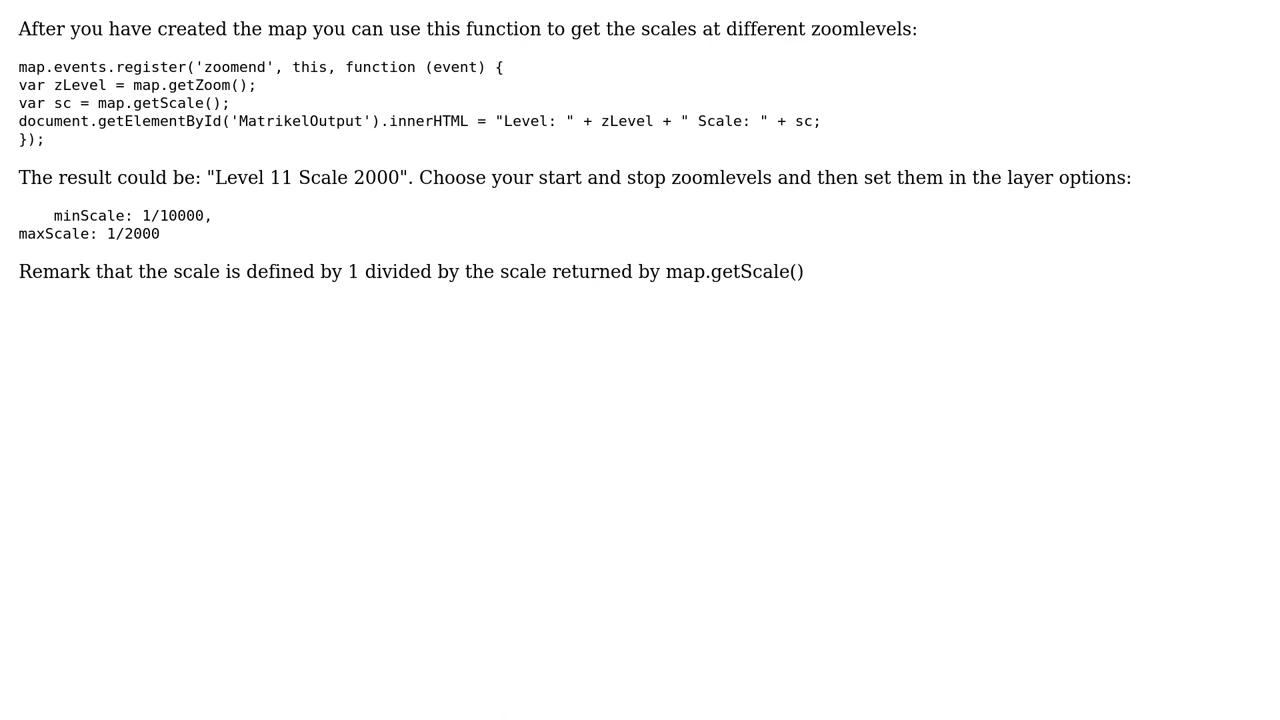 After you have created the map you can use this function to get the scales at different zoomlevels:
map.events.register('zoomend', this, function (event) {
var zLevel = map.getZoom();
var sc = map.getScale();
document.getElementById('MatrikelOutput').innerHTML = "Level: " + zLevel + " Scale: " + sc;
});
The result could be: "Level 11 Scale 2000". Choose your start and stop zoomlevels and then set them in the layer options:
    minScale: 1/10000,
maxScale: 1/2000
Remark that the scale is defined by 1 divided by the scale returned by map.getScale()